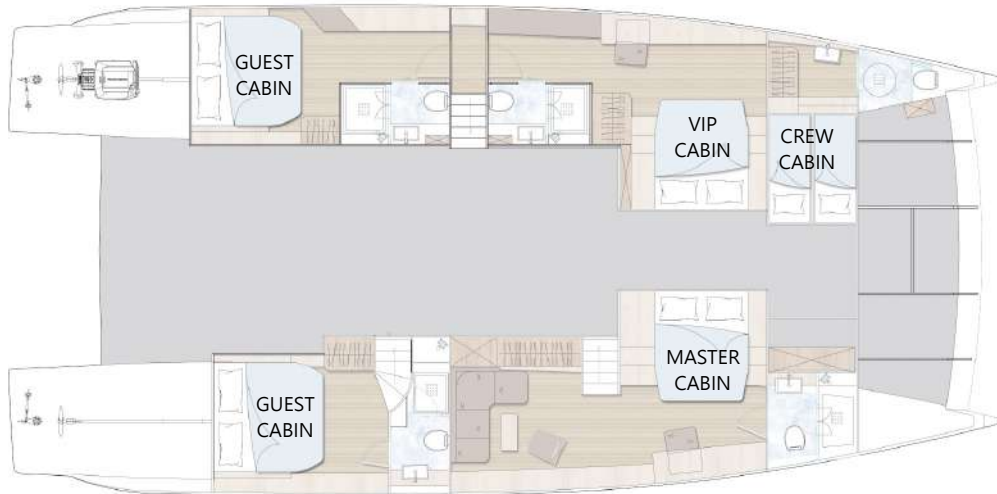 GUEST
CABIN
VIP
CABIN
CREW
CABIN
MASTER
CABIN
GUEST
CABIN